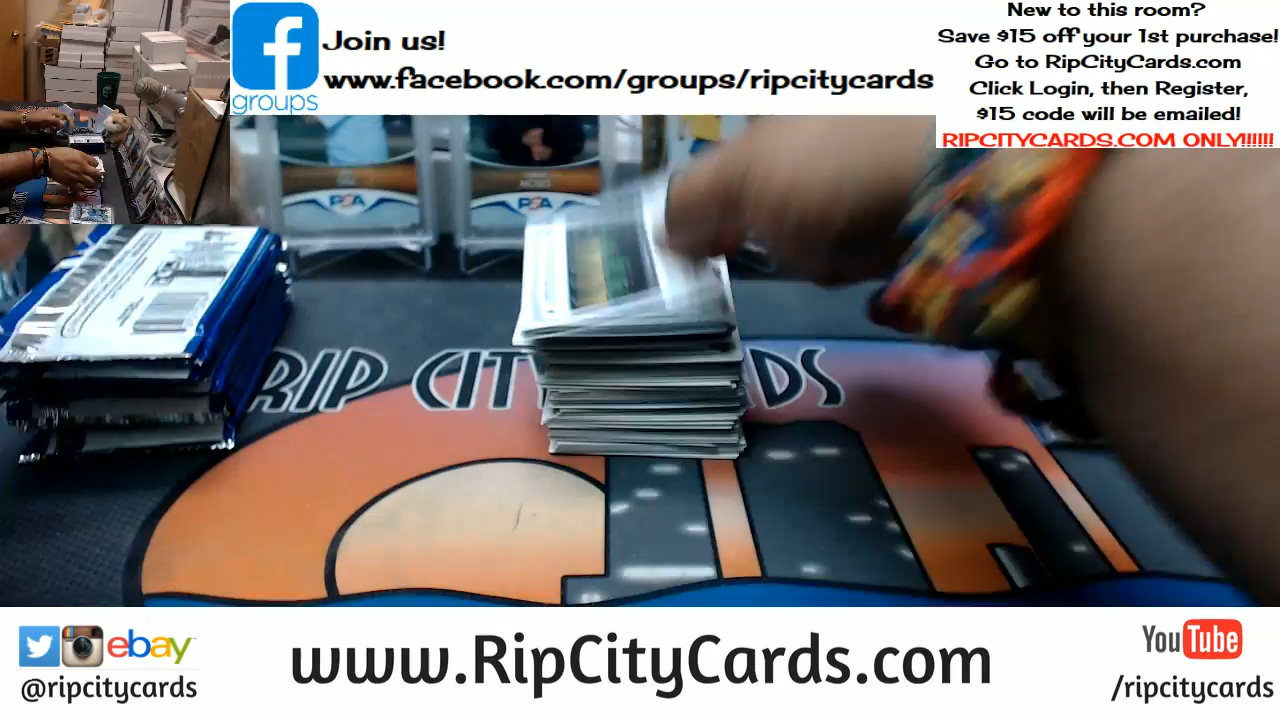 Join us!
www.facebook.com/groups/ripcitycards
groups
New to this room?
Save $15 off your 1st purchase!
Go to RipCityCards.com
Click Login, then Register,
$15 code will be emailed!
RIPCITYCARDS.COM ONLY!!!!!!
PSA
PSA
RIP CIT DS
ebay
@ripcitycards
www.RipCityCards.com
YouTube
/ripcitycards